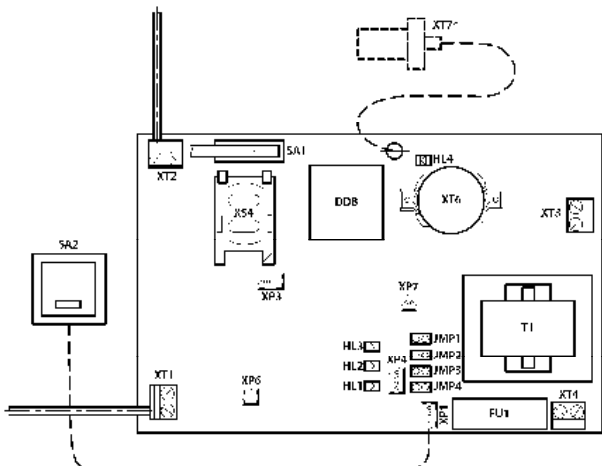 XT71
SA1
HL4
XT2
XS4
DD8
XT6
XT3
SA2
XP3
XP7
T1
HL3
JMP1
XP4
JMP2
HL2
JMP3
XT1
XP6
HL1
JMP4
XP1
FU1
XT4